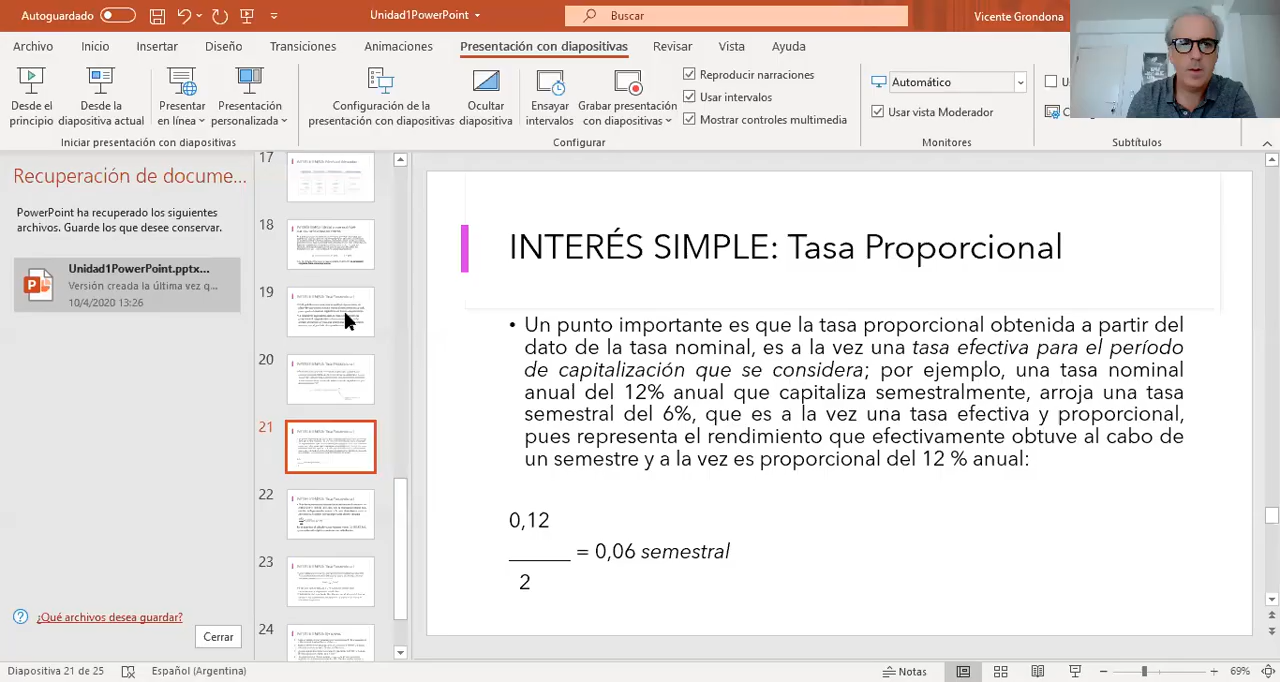 Autoguardado
Unidad1PowerPoint
Buscar
Vicente Grondona
Archivo Inicio Insertar Diseño Transiciones Animaciones Presentación con diapositivas Revisar Vista Ayuda
Desde el principio
Desde la diapositiva actual
Presentar en línea
Presentación personalizada
Iniciar presentación con diapositivas
Configuración de la presentación con diapositivas
Ocultar diapositiva
Ensayar intervalos
Grabar presentación con diapositivas
Reproducir narraciones
Usar intervalos
Mostrar controles multimedia
Configurar
Automático
Usar vista Moderador
Monitores
Subtítulos
Recuperación de docume...
PowerPoint ha recuperado los siguientes
archivos. Guarde los que desee conservar.
Unidad1PowerPoint.pptx...
Versión creada la última vez q...
10/4/2020 13:26
¿Qué archivos desea guardar?
Cerrar
17
18
19
20
21
22
23
24
INTERÉS SIMPLE: Tasa Proporcional
• Un punto importante es que la tasa proporcional obtenida a partir del
dato de la tasa nominal, es a la vez una tasa efectiva para el período
de capitalización que se considera; por ejemplo, una tasa nominal
anual del 12% anual que capitaliza semestralmente, arroja una tasa
semestral del 6%, que es a la vez una tasa efectiva y proporcional,
pues representa el rendimiento que efectivamente obtuve al cabo de
un semestre y a la vez es proporcional del 12 % anual:
0,12
= 0,06 semestral
2
Diapositiva 21 de 25
Español (Argentina)
Notas
69%